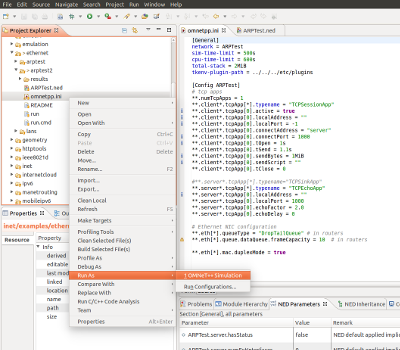 File Edit Source Navigate Search Project Run Window Help
Project Explorer
emulation
ethernet
arptest
arptest2
results
ARPTest.ned
omnetpp.ini
README
run
run.cmd
lans
geometry
httptools
ieee8021d
inet
internetcloud
ipv6
manetrouting
mobileipv6
New
Open
Open With
Copy Ctrl+C
Paste Ctrl+V
Delete Delete
Move...
Rename... F2
Import...
Export...
Clean Local
Refresh F5
Make Targets
Profiling Tools
Clean Selected File(s)
Build Selected File(s)
Profile As
Debug As
Run As
Compare With
Replace With
Run C/C++ Code Analysis
Team
Properties Alt+Enter
1 OMNeT++ Simulation
Run Configurations...
Properties
inet/examples/ethernet
Resource
Property
Info
derived
editable
last mod
linked
location
name
path
size
omnetpp.ini
ARPTest.ned
[General]
network = ARPTest
sim-time-limit = 500s
cpu-time-limit = 600s
total-stack = 2MiB
tkenv-plugin-path = ../../../etc/plugins
[Config ARPTest]
# tcp apps
**.numTcpApps = 1
**.client*.tcpApp[*].typename = "TCPSessionApp"
**.client*.tcpApp[0].active = true
**.client*.tcpApp[0].localAddress = ""
**.client*.tcpApp[0].localPort = -1
**.client*.tcpApp[0].connectAddress = "server"
**.client*.tcpApp[0].connectPort = 1000
**.client*.tcpApp[0].tOpen = 1s
**.client*.tcpApp[0].tSend = 1.1s
**.client*.tcpApp[0].sendBytes = 1MiB
**.client*.tcpApp[0].sendScript = ""
**.client*.tcpApp[0].tClose = 0
#**.server*.tcpApp[*].typename="TCPSinkApp"
**.server*.tcpApp[*].typename = "TCPEchoApp"
**.server*.tcpApp[0].localAddress = ""
**.server*.tcpApp[0].localPort = 1000
**.server*.tcpApp[0].echoFactor = 2.0
**.server*.tcpApp[0].echoDelay = 0
# Ethernet NIC configuration
**.eth[*].queueType = "DropTailQueue" # in routers
**.eth[*].queue.dataQueue.frameCapacity = 10 # in routers
**.eth[*].mac.duplexMode = true
Problems
Module Hierarchy
NED Parameters
NED Inheritance
Section [General], all parameters
Parameter Value Remark
ARPTest.server.hasStatus false NED default applied
NED default applied